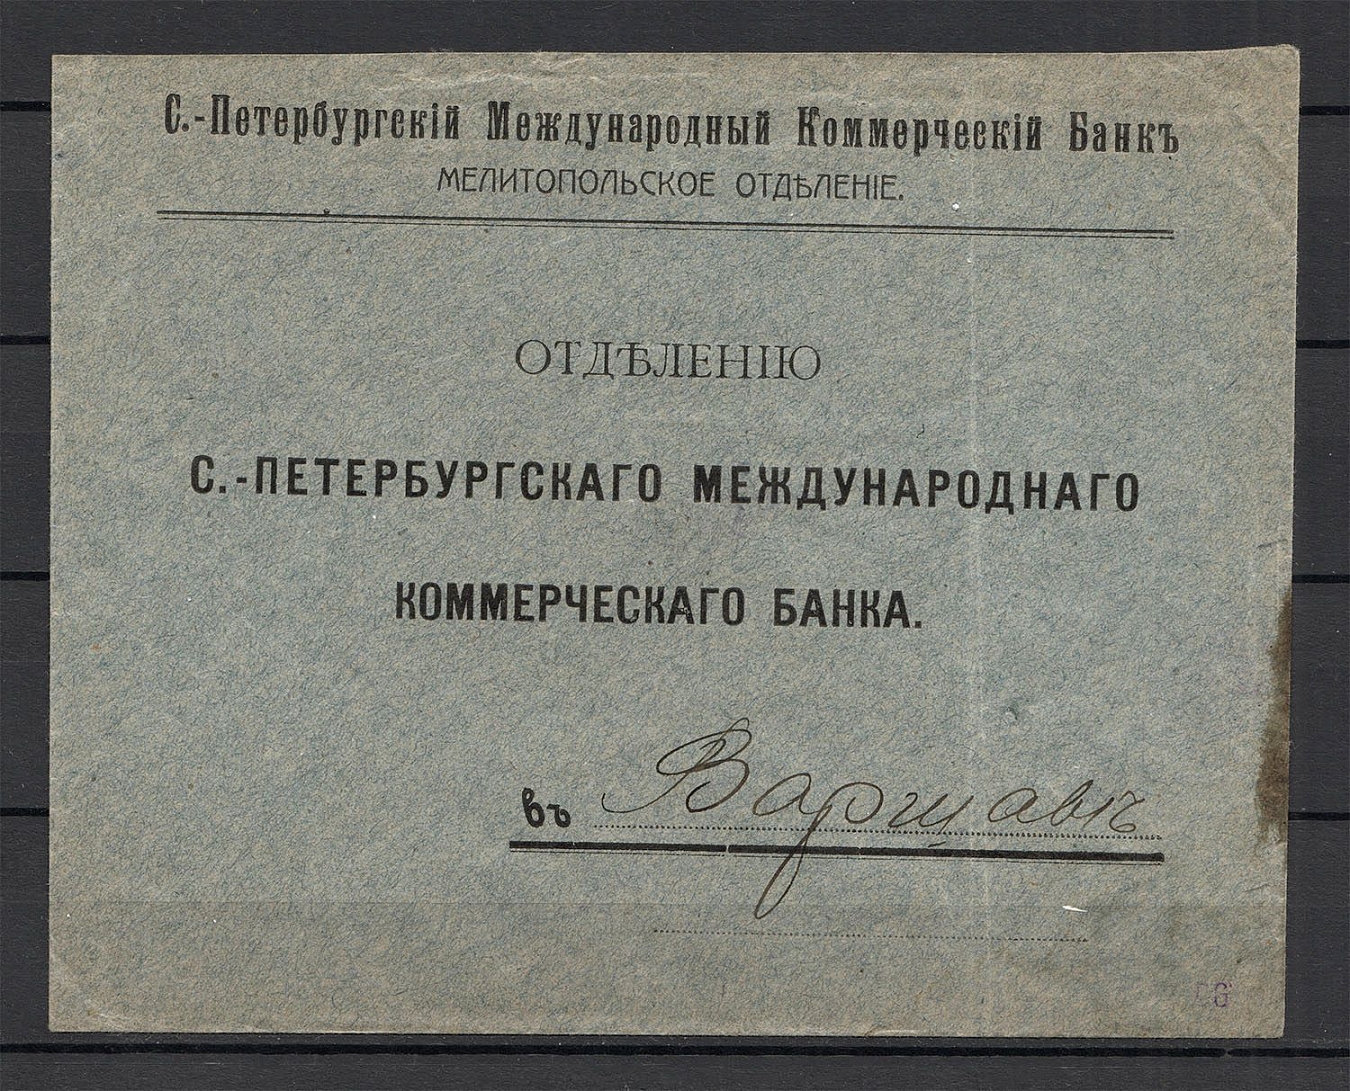 С.-Петербургскій Международный Коммерческій Банкъ
МЕЛИТОПОЛЬСКОЕ ОТДѢЛЕНІЕ.
ОТДѢЛЕНІЮ
С.-ПЕТЕРБУРГСКАГО МЕЖДУНАРОДНАГО
КОММЕРЧЕСКАГО БАНКА.
въ Варшавѣ